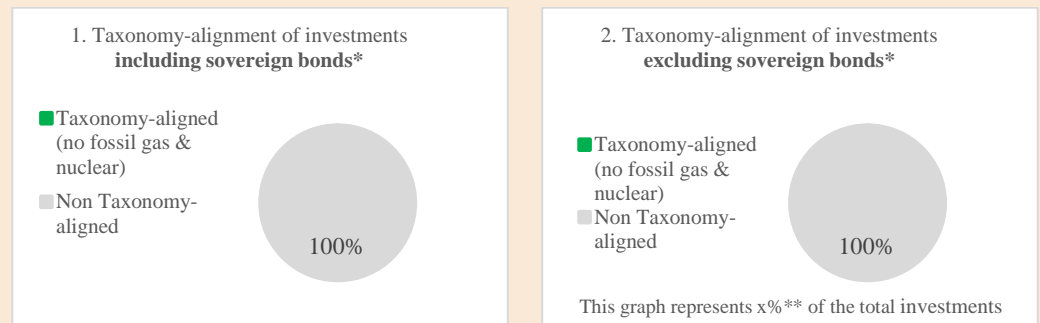 1. Taxonomy-alignment of investments
including sovereign bonds*
Taxonomy-aligned
(no fossil gas &
nuclear)
Non Taxonomy-
aligned
100%
2. Taxonomy-alignment of investments
excluding sovereign bonds*
Taxonomy-aligned
(no fossil gas &
nuclear)
Non Taxonomy-
aligned
100%
This graph represents x%** of the total investments